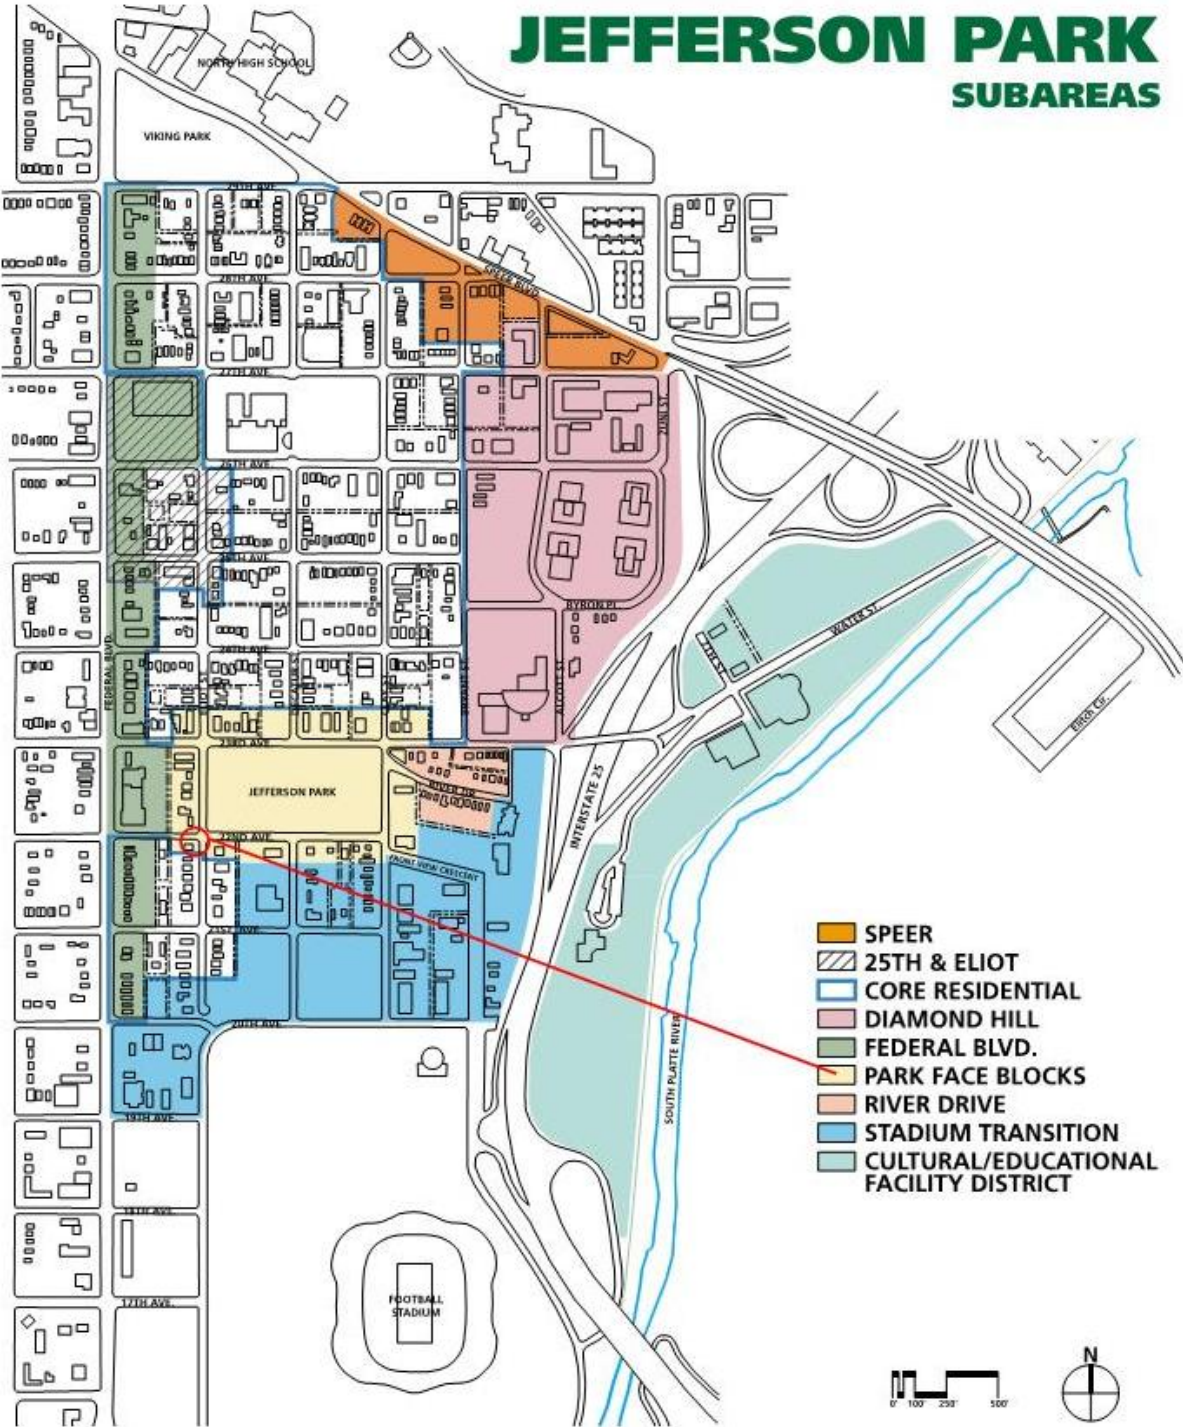 JEFFERSON PARK
SUBAREAS
NORTH HIGH SCHOOL
VIKING PARK
29TH AVE.
SPEER BLVD.
28TH AVE.
27TH AVE.
ZUNI ST.
25TH AVE.
BYRON PL.
WATER ST.
24TH AVE.
FEDERAL BLVD.
ALCOTT ST.
Elitch Cir.
23RD AVE.
JEFFERSON PARK
RIVER DR.
INTERSTATE 25
22ND AVE.
FRONT VIEW CRESCENT
21ST AVE.
20TH AVE.
SOUTH PLATTE RIVER
SPEER
25TH & ELIOT
CORE RESIDENTIAL
DIAMOND HILL
FEDERAL BLVD.
PARK FACE BLOCKS
RIVER DRIVE
STADIUM TRANSITION
CULTURAL/EDUCATIONAL
FACILITY DISTRICT
19TH AVE.
18TH AVE.
17TH AVE.
FOOTBALL
STADIUM
N
0' 100' 250' 500'